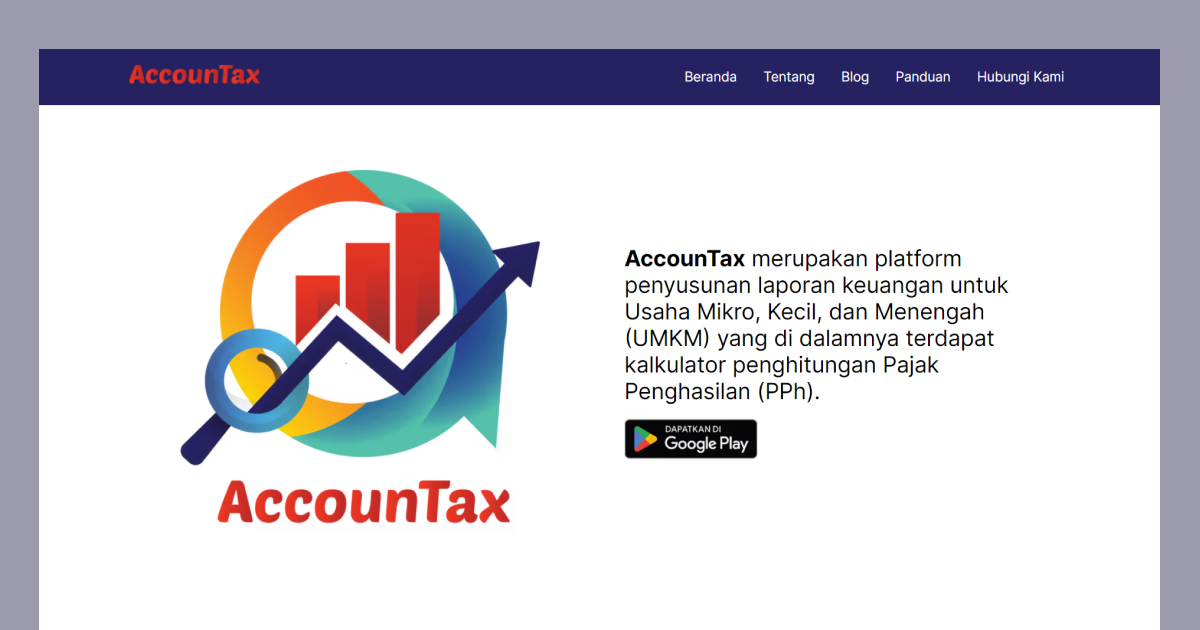 AccounTax
Beranda Tentang Blog Panduan Hubungi Kami
AccounTax
AccounTax merupakan platform
penyusunan laporan keuangan untuk
Usaha Mikro, Kecil, dan Menengah
(UMKM) yang di dalamnya terdapat
kalkulator penghitungan Pajak
Penghasilan (PPh).
DAPATKAN DI
Google Play